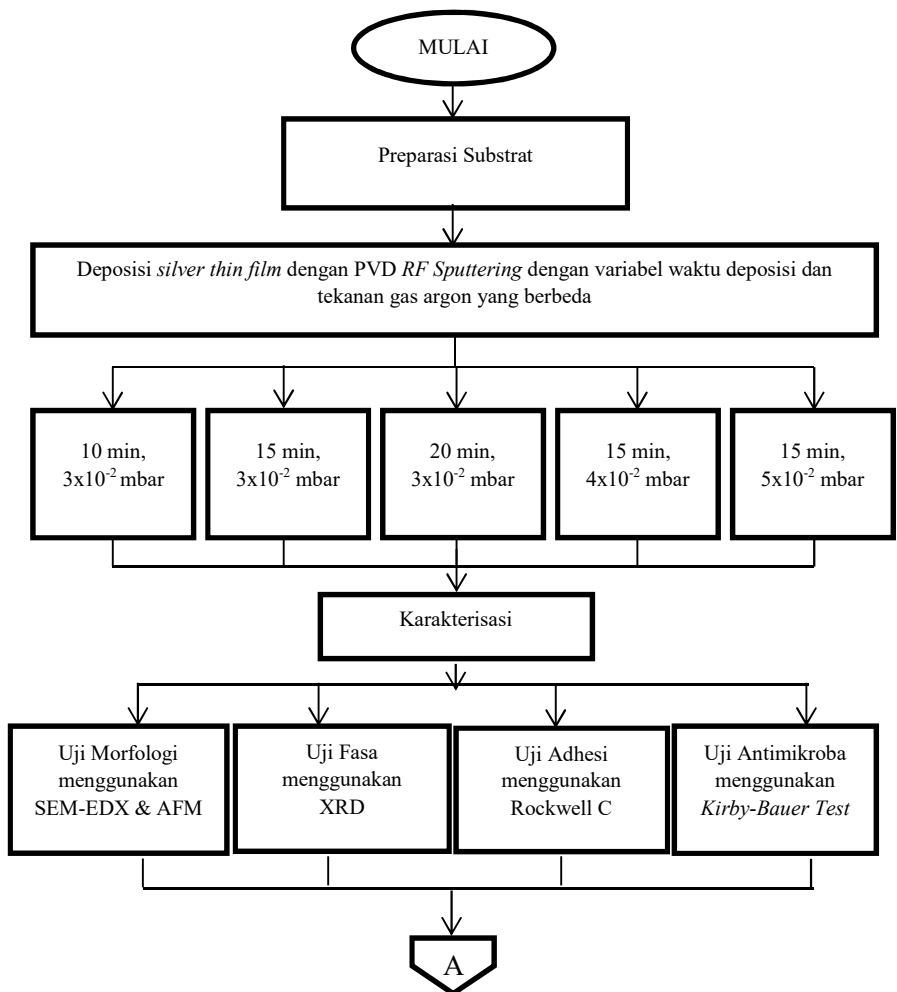 MULAI
Preparasi Substrat
Deposisi silver thin film dengan PVD RF Sputtering dengan variabel waktu deposisi dan
tekanan gas argon yang berbeda
10 min,
3x10⁻² mbar
15 min,
3x10⁻² mbar
20 min,
3x10⁻² mbar
15 min,
4x10⁻² mbar
15 min,
5x10⁻² mbar
Karakterisasi
Uji Morfologi
menggunakan
SEM-EDX & AFM
Uji Fasa
menggunakan
XRD
Uji Adhesi
menggunakan
Rockwell C
Uji Antimikroba
menggunakan
Kirby-Bauer Test
A